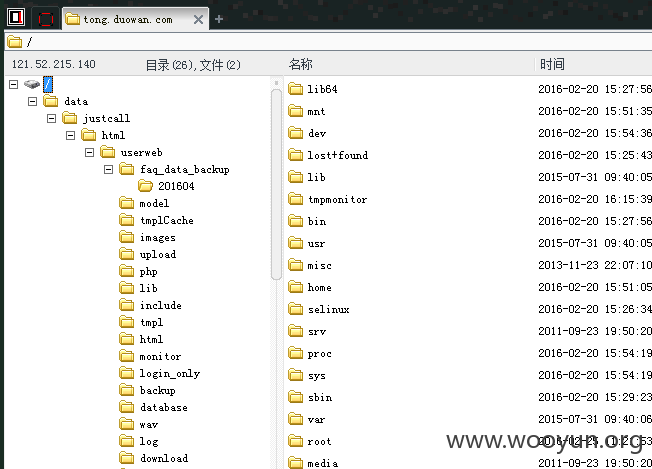 tong.duowan.com
/
121.52.215.140 目录(26),文件(2)
/
data
justcall
html
userweb
faq_data_backup
201604
model
tmplCache
images
upload
php
lib
include
tmpl
html
monitor
login_only
backup
database
wav
log
download
名称 时间
lib64 2016-02-20 15:27:56
mnt 2016-02-20 15:51:35
dev 2016-02-20 15:54:36
lost+found 2016-02-20 15:25:43
lib 2015-07-31 09:40:05
tmpmonitor 2016-02-20 16:15:39
bin 2016-02-20 15:27:56
usr 2015-07-31 09:40:05
misc 2013-11-23 22:07:10
home 2016-02-20 15:51:05
selinux 2016-02-20 15:26:34
srv 2011-09-23 19:50:20
proc 2016-02-20 15:54:19
sys 2016-02-20 15:54:19
sbin 2016-02-20 15:29:23
var 2015-07-31 09:40:06
root
media 2011-09-23 19:50:20
www.wooyun.org